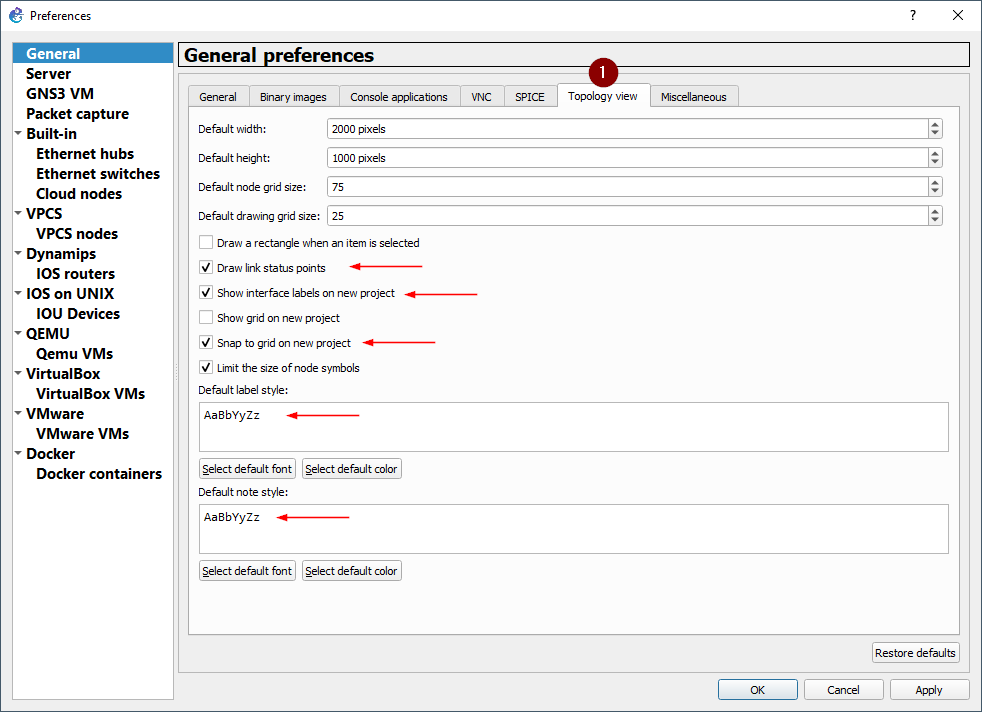 Preferences
?
General
Server
GNS3 VM
Packet capture
Built-in
Ethernet hubs
Ethernet switches
Cloud nodes
VPCS
VPCS nodes
Dynamips
IOS routers
IOS on UNIX
IOU Devices
QEMU
Qemu VMs
VirtualBox
VirtualBox VMs
VMware
VMware VMs
Docker
Docker containers
General preferences
1
General Binary images Console applications VNC SPICE Topology view Miscellaneous
Default width: 2000 pixels
Default height: 1000 pixels
Default node grid size: 75
Default drawing grid size: 25
Draw a rectangle when an item is selected
Draw link status points
Show interface labels on new project
Show grid on new project
Snap to grid on new project
Limit the size of node symbols
Default label style:
AaBbYyZz
Select default font Select default color
Default note style:
AaBbYyZz
Select default font Select default color
Restore defaults
OK Cancel Apply